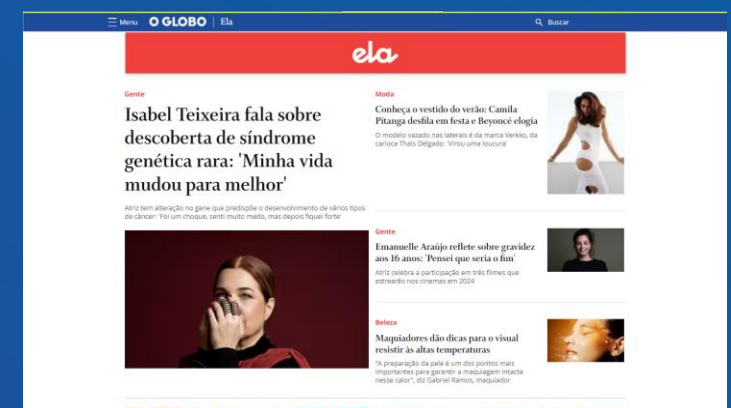 Menu O GLOBO | Ela Buscar
ela
Gente
Isabel Teixeira fala sobre
descoberta de síndrome
genética rara: 'Minha vida
mudou para melhor'
Atriz tem alteração no gene que predispõe o desenvolvimento de vários tipos
de câncer: 'Foi um choque, senti muito medo, mas depois fiquei forte'
Moda
Conheça o vestido do verão: Camila
Pitanga desfila em festa e Beyoncé elogia
O modelo vazado nas laterais é da marca Verkko, da
carioca Thais Delgado: 'Virou uma loucura'
Gente
Emanuelle Araújo reflete sobre gravidez
aos 16 anos: 'Pensei que seria o fim'
Atriz celebra a participação em três filmes que
estrearão nos cinemas em 2024
Beleza
Maquiadores dão dicas para o visual
resistir às altas temperaturas
"A preparação da pele é um dos pontos mais
importantes para garantir a maquiagem intacta
nesse calor", diz Gabriel Ramos, maquiador